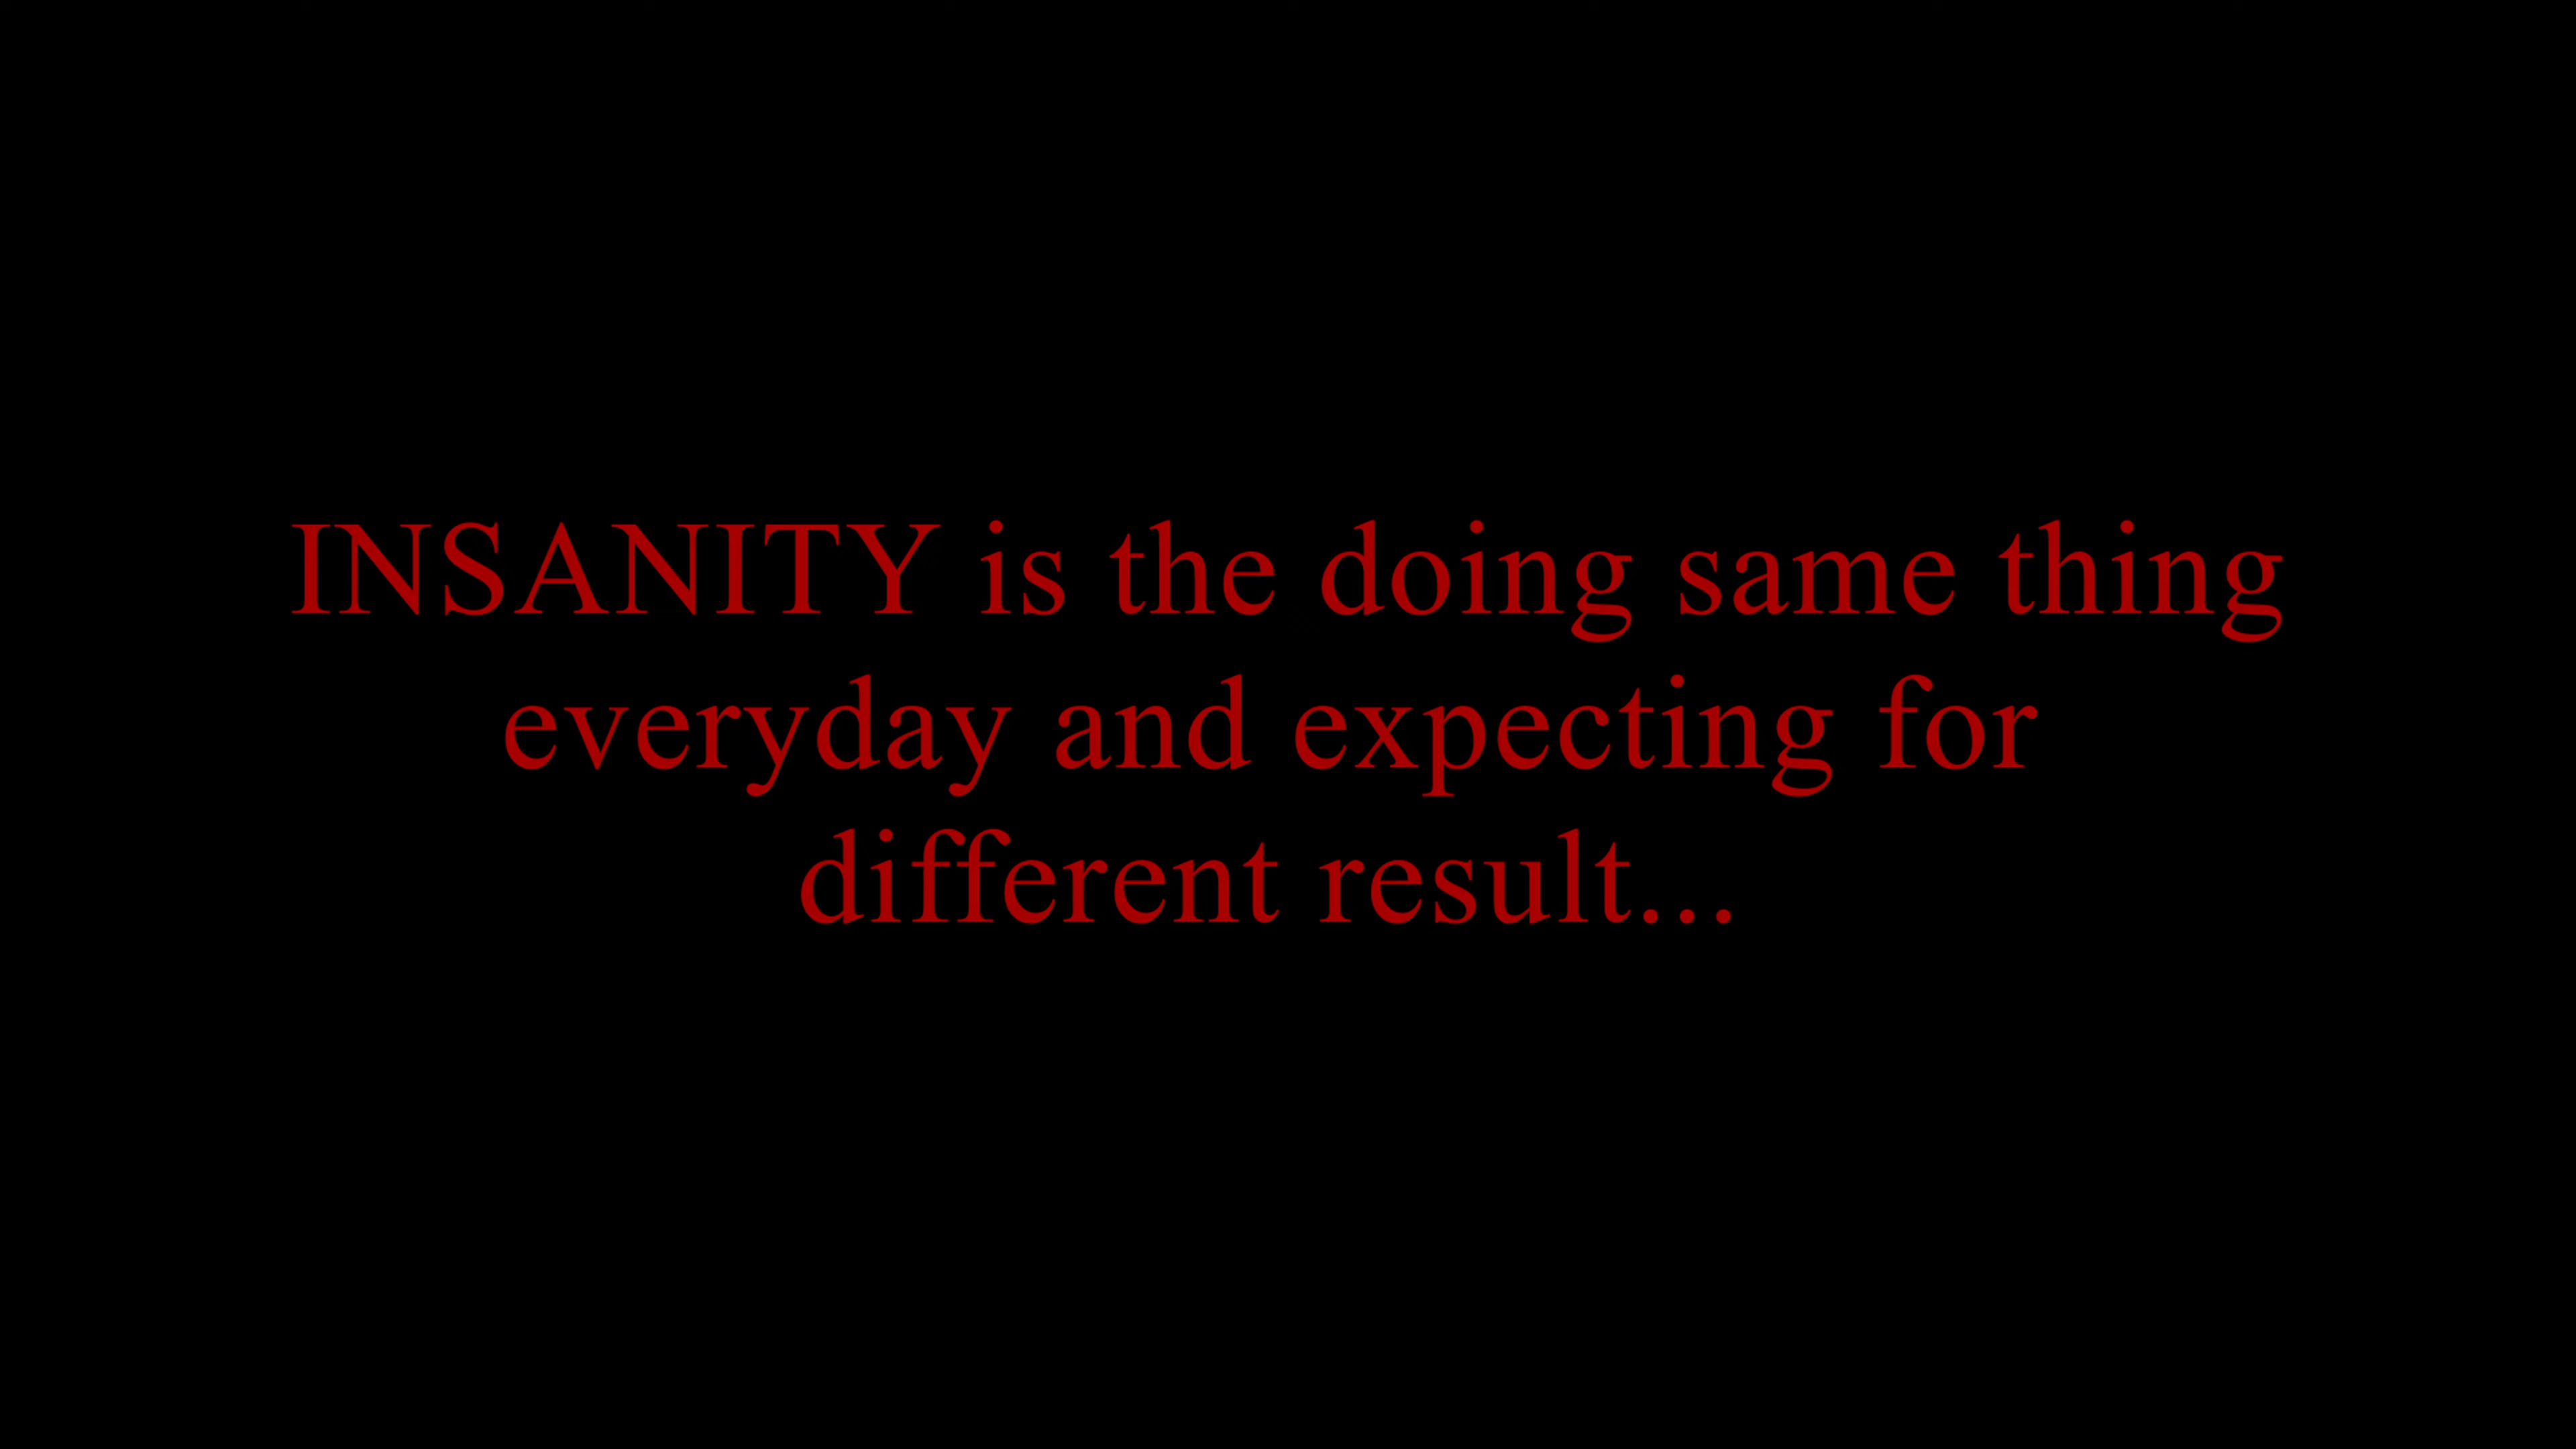 INSANITY is the doing same thing
everyday and expecting for
different result...